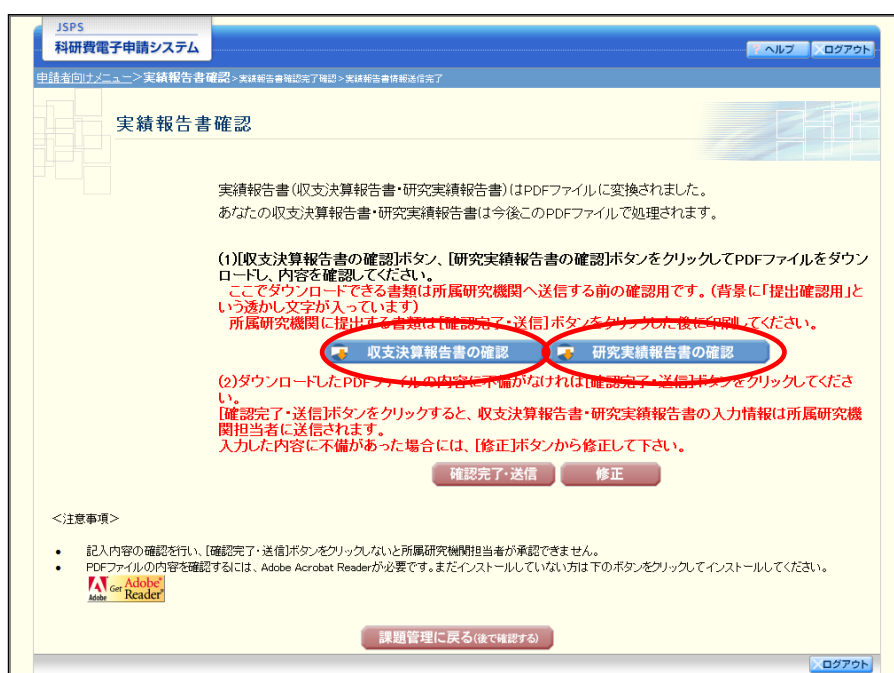 JSPS
科研費電子申請システム
ヘルプ
ログアウト
申請者向けメニュー>実績報告書確認>実績報告書確認完了確認>実績報告書情報送信完了
実績報告書確認
実績報告書(収支決算報告書・研究実績報告書)はPDFファイルに変換されました。
あなたの収支決算報告書・研究実績報告書は今後このPDFファイルで処理されます。
(1)[収支決算報告書の確認]ボタン、[研究実績報告書の確認]ボタンをクリックしてPDFファイルをダウン
ロードし、内容を確認してください。
ここでダウンロードできる書類は所属研究機関へ送信する前の確認用です。(背景に「提出確認用」と
いう透かし文字が入っています)
所属研究機関に提出する書類は[確認完了・送信]ボタンをクリックした後に印刷してください。
収支決算報告書の確認
研究実績報告書の確認
(2)ダウンロードしたPDFファイルの内容に不備がなければ[確認完了・送信]ボタンをクリックしてくださ
い。
[確認完了・送信]ボタンをクリックすると、収支決算報告書・研究実績報告書の入力情報は所属研究機
関担当者に送信されます。
入力した内容に不備があった場合には、[修正]ボタンから修正して下さい。
確認完了・送信
修正
<注意事項>
• 記入内容の確認を行い、[確認完了・送信]ボタンをクリックしないと所属研究機関担当者が承認できません。
• PDFファイルの内容を確認するには、Adobe Acrobat Readerが必要です。まだインストールしていない方は下のボタンをクリックしてインストールしてください。
Adobe
Get Adobe®
Reader®
課題管理に戻る(後で確認する)
ログアウト